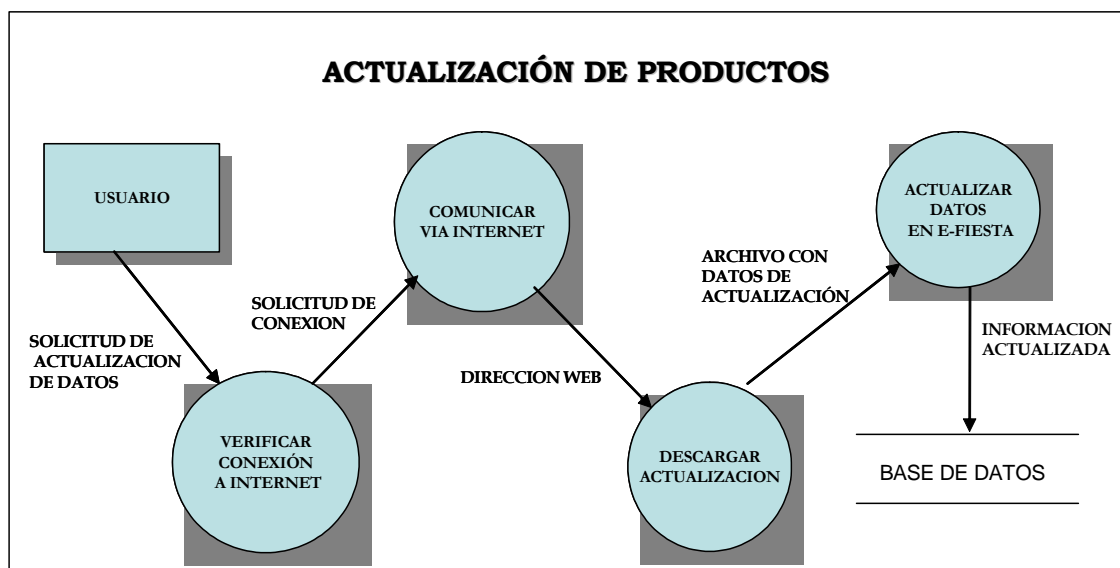 ACTUALIZACIÓN DE PRODUCTOS
USUARIO
SOLICITUD DE
ACTUALIZACION
DE DATOS
VERIFICAR
CONEXIÓN
A INTERNET
SOLICITUD DE
CONEXION
COMUNICAR
VIA INTERNET
DIRECCION WEB
DESCARGAR
ACTUALIZACION
ARCHIVO CON
DATOS DE
ACTUALIZACIÓN
ACTUALIZAR
DATOS
EN E-FIESTA
INFORMACION
ACTUALIZADA
BASE DE DATOS